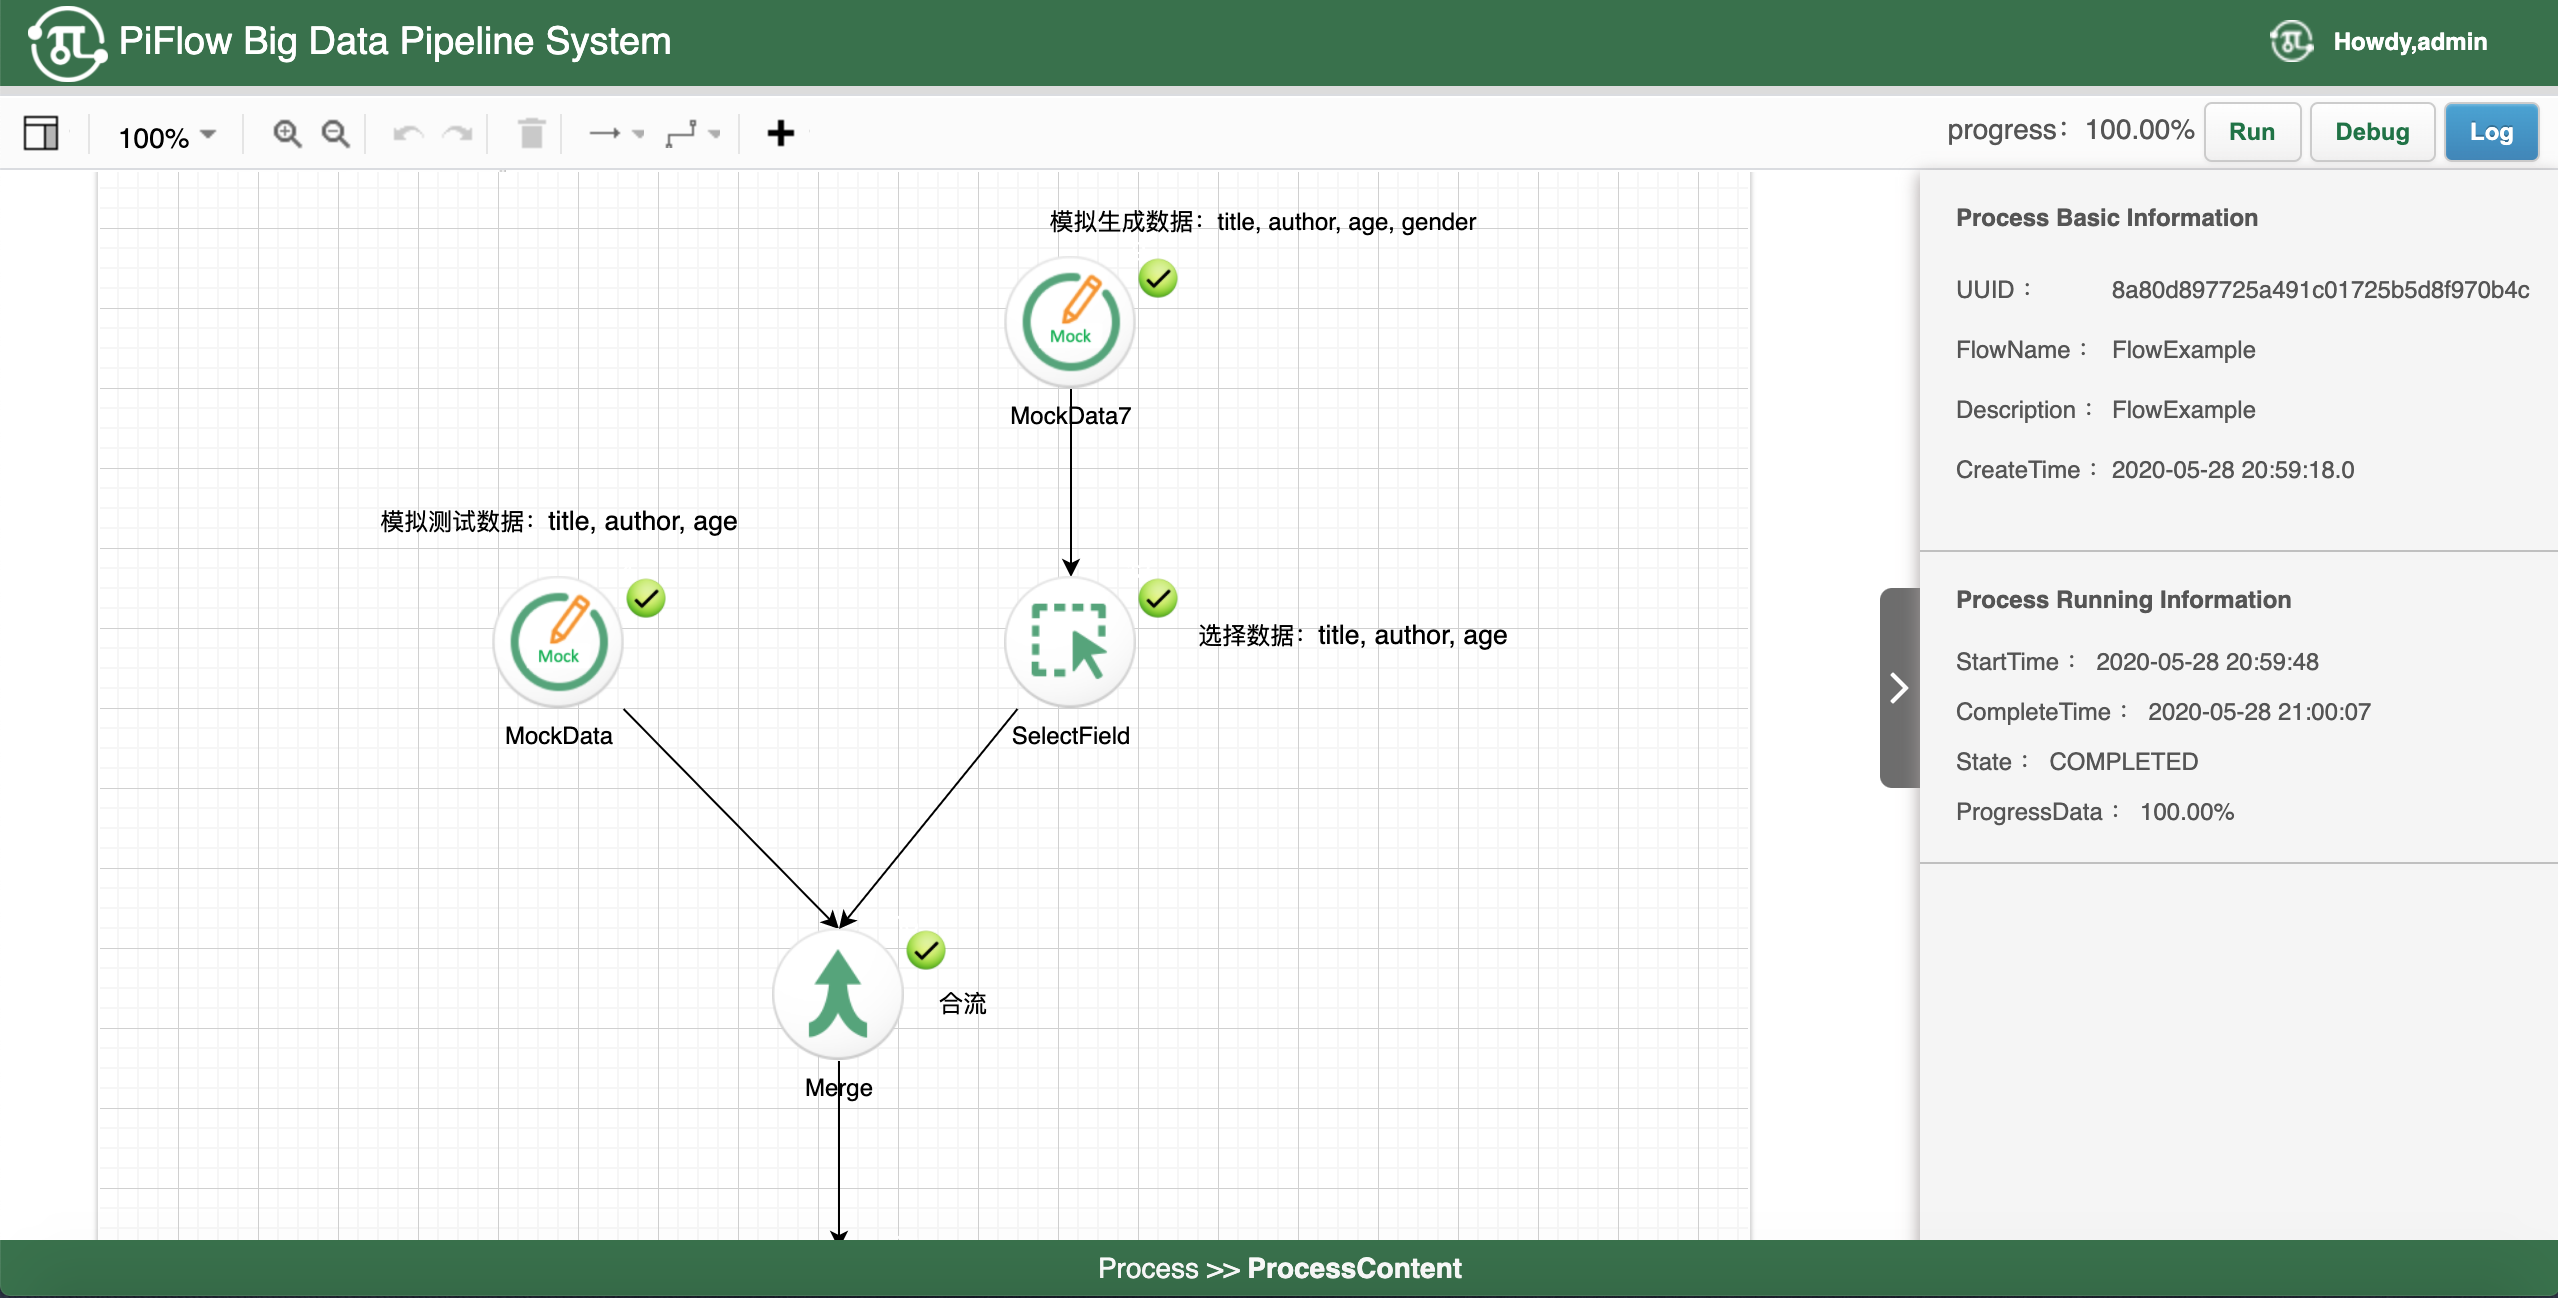 PiFlow Big Data Pipeline System
Howdy,admin
100%
progress： 100.00%
Run
Debug
Log
模拟生成数据：title, author, age, gender
Mock
MockData7
模拟测试数据：title, author, age
Mock
MockData
选择数据：title, author, age
SelectField
合流
Merge
Process Basic Information
UUID： 8a80d897725a491c01725b5d8f970b4c
FlowName： FlowExample
Description： FlowExample
CreateTime： 2020-05-28 20:59:18.0
Process Running Information
StartTime： 2020-05-28 20:59:48
CompleteTime： 2020-05-28 21:00:07
State： COMPLETED
ProgressData： 100.00%
Process >> ProcessContent